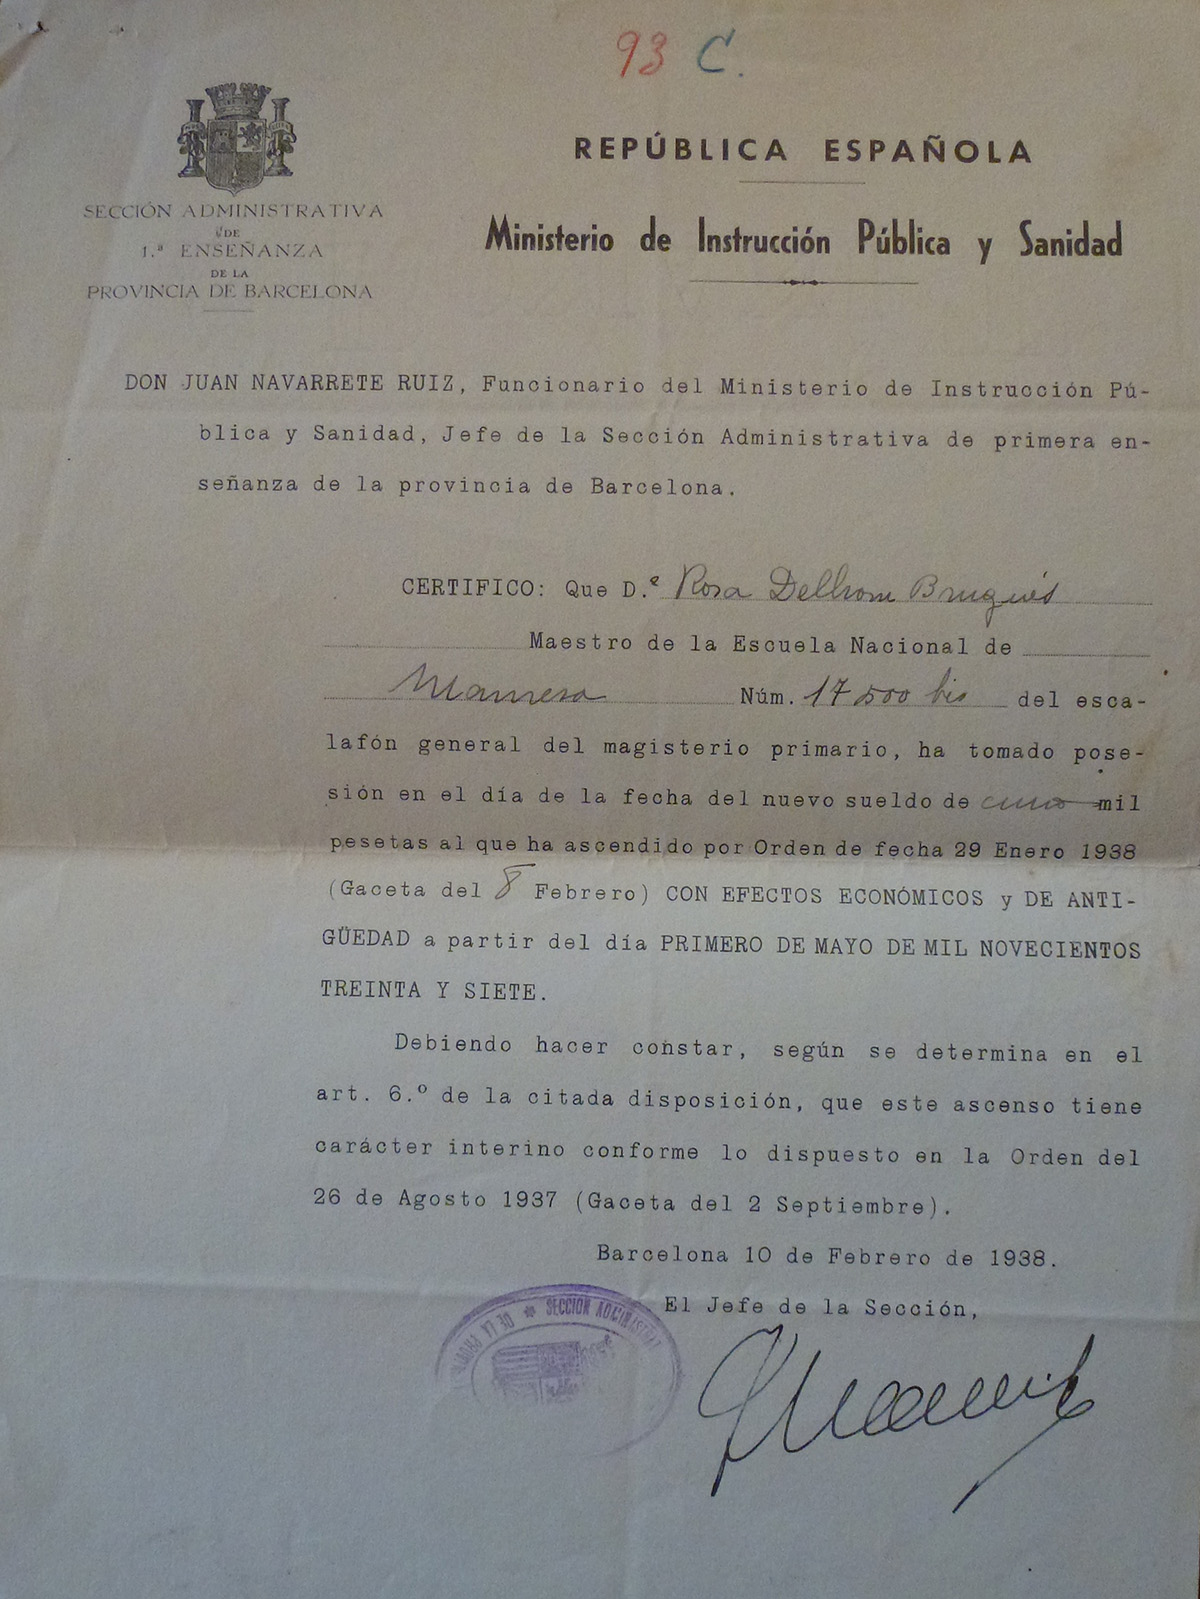 93 C.
SECCIÓN ADMINISTRATIVA
DE
1.ª ENSEÑANZA
DE LA
PROVINCIA DE BARCELONA
REPÚBLICA ESPAÑOLA
Ministerio de Instrucción Pública y Sanidad
DON JUAN NAVARRETE RUIZ, Funcionario del Ministerio de Instrucción Pú-
blica y Sanidad, Jefe de la Sección Administrativa de primera en-
señanza de la provincia de Barcelona.
CERTIFICO: Que D.ª Rosa Delhom Brugués
Maestro de la Escuela Nacional de
Manresa Núm. 17500 bis del esca-
lafón general del magisterio primario, ha tomado pose-
sión en el día de la fecha del nuevo sueldo de cinco mil
pesetas al que ha ascendido por Orden de fecha 29 Enero 1938
(Gaceta del 8 Febrero) CON EFECTOS ECONÓMICOS y DE ANTI-
GÜEDAD a partir del día PRIMERO DE MAYO DE MIL NOVECIENTOS
TREINTA Y SIETE.
Debiendo hacer constar, según se determina en el
art. 6.º de la citada disposición, que este ascenso tiene
carácter interino conforme lo dispuesto en la Orden del
26 de Agosto 1937 (Gaceta del 2 Septiembre).
Barcelona 10 de Febrero de 1938.
El Jefe de la Sección,
DE LA * SECCION